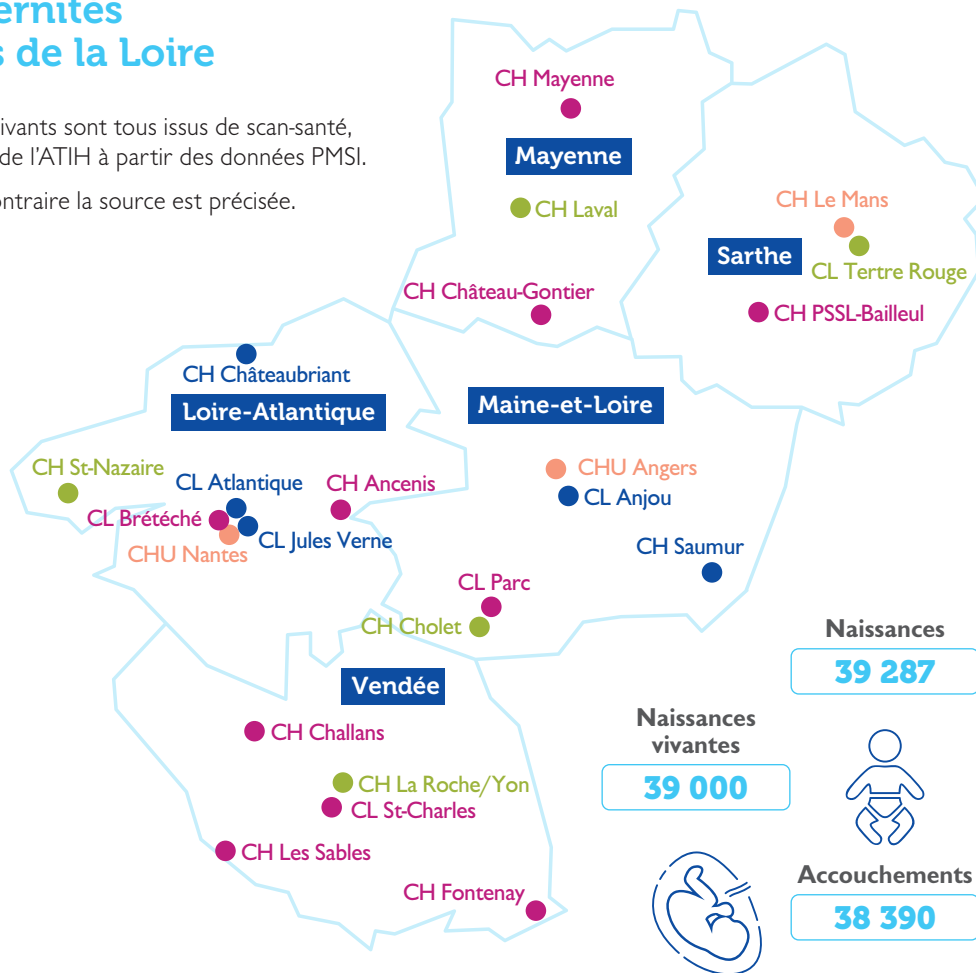 ernités
s de la Loire
ivants sont tous issus de scan-santé,
de l’ATIH à partir des données PMSI.
ontraire la source est précisée.
CH Mayenne
Mayenne
CH Laval
CH Château-Gontier
CH Le Mans
Sarthe
CL Tertre Rouge
CH PSSL-Bailleul
CH Châteaubriant
Loire-Atlantique
CH St-Nazaire
CL Atlantique
CH Ancenis
CL Brétéché
CL Jules Verne
CHU Nantes
Maine-et-Loire
CHU Angers
CL Anjou
CH Saumur
CL Parc
CH Cholet
Vendée
CH Challans
CH La Roche/Yon
CL St-Charles
CH Les Sables
CH Fontenay
Naissances
39 287
Naissances
vivantes
39 000
Accouchements
38 390